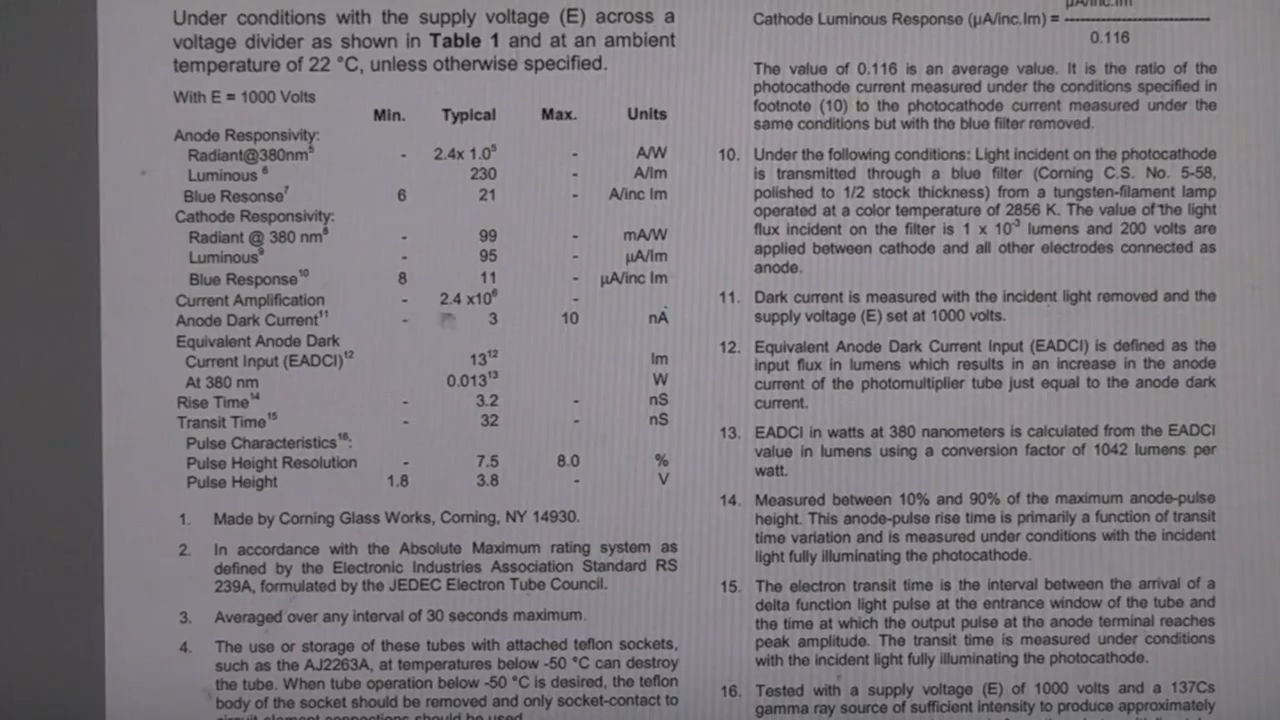 Under conditions with the supply voltage (E) across a
voltage divider as shown in Table 1 and at an ambient
temperature of 22 °C, unless otherwise specified.
With E = 1000 Volts
Min. Typical Max. Units
Anode Responsivity:
Radiant@380nm⁵ - 2.4x 1.0⁵ - A/W
Luminous ⁶ 230 - A/lm
Blue Resonse⁷ 6 21 - A/inc lm
Cathode Responsivity:
Radiant @ 380 nm⁸ - 99 - mA/W
Luminous⁹ - 95 - µA/lm
Blue Response¹⁰ 8 11 - µA/inc lm
Current Amplification - 2.4 x10⁶ -
Anode Dark Current¹¹ - 3 10 nA
Equivalent Anode Dark
Current Input (EADCI)¹² 13¹² lm
At 380 nm 0.013¹³ W
Rise Time¹⁴ - 3.2 - nS
Transit Time¹⁵ - 32 - nS
Pulse Characteristics¹⁶:
Pulse Height Resolution - 7.5 8.0 %
Pulse Height 1.8 3.8 - V
1. Made by Corning Glass Works, Corning, NY 14930.
2. In accordance with the Absolute Maximum rating system as
defined by the Electronic Industries Association Standard RS
239A, formulated by the JEDEC Electron Tube Council.
3. Averaged over any interval of 30 seconds maximum.
4. The use or storage of these tubes with attached teflon sockets,
such as the AJ2263A, at temperatures below -50 °C can destroy
the tube. When tube operation below -50 °C is desired, the teflon
body of the socket should be removed and only socket-contact to
circuit element connections should be used.
µA/inc.lm
Cathode Luminous Response (µA/inc.lm) = ------------------------------
0.116
The value of 0.116 is an average value. It is the ratio of the
photocathode current measured under the conditions specified in
footnote (10) to the photocathode current measured under the
same conditions but with the blue filter removed.
10. Under the following conditions: Light incident on the photocathode
is transmitted through a blue filter (Corning C.S. No. 5-58,
polished to 1/2 stock thickness) from a tungsten-filament lamp
operated at a color temperature of 2856 K. The value of the light
flux incident on the filter is 1 x 10⁻³ lumens and 200 volts are
applied between cathode and all other electrodes connected as
anode.
11. Dark current is measured with the incident light removed and the
supply voltage (E) set at 1000 volts.
12. Equivalent Anode Dark Current Input (EADCI) is defined as the
input flux in lumens which results in an increase in the anode
current of the photomultiplier tube just equal to the anode dark
current.
13. EADCI in watts at 380 nanometers is calculated from the EADCI
value in lumens using a conversion factor of 1042 lumens per
watt.
14. Measured between 10% and 90% of the maximum anode-pulse
height. This anode-pulse rise time is primarily a function of transit
time variation and is measured under conditions with the incident
light fully illuminating the photocathode.
15. The electron transit time is the interval between the arrival of a
delta function light pulse at the entrance window of the tube and
the time at which the output pulse at the anode terminal reaches
peak amplitude. The transit time is measured under conditions
with the incident light fully illuminating the photocathode.
16. Tested with a supply voltage (E) of 1000 volts and a 137Cs
gamma ray source of sufficient intensity to produce approximately